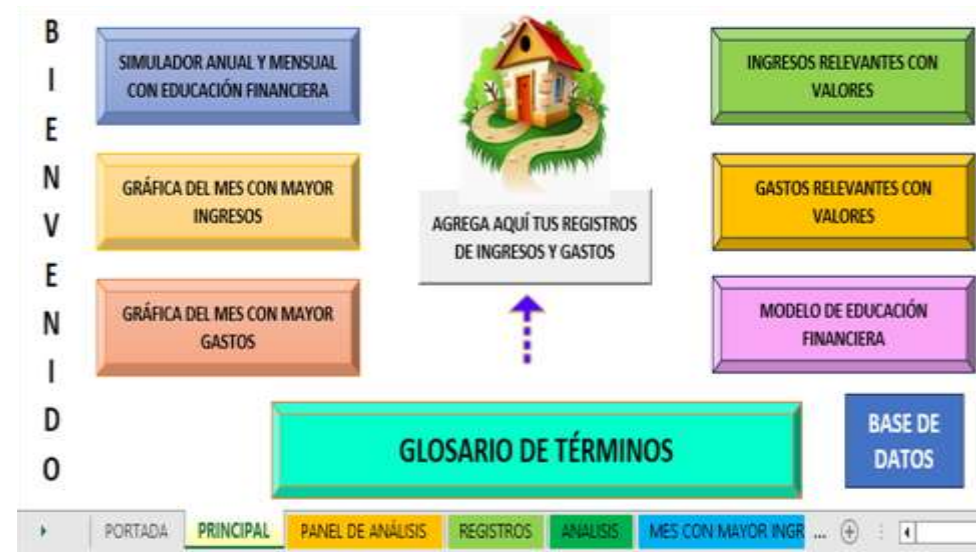 BIENVENIDO
SIMULADOR ANUAL Y MENSUAL
CON EDUCACIÓN FINANCIERA
GRÁFICA DEL MES CON MAYOR
INGRESOS
GRÁFICA DEL MES CON MAYOR
GASTOS
AGREGA AQUÍ TUS REGISTROS
DE INGRESOS Y GASTOS
INGRESOS RELEVANTES CON
VALORES
GASTOS RELEVANTES CON
VALORES
MODELO DE EDUCACIÓN
FINANCIERA
GLOSARIO DE TÉRMINOS
BASE DE
DATOS
PORTADA PRINCIPAL PANEL DE ANÁLISIS REGISTROS ANALISIS MES CON MAYOR INGR ...